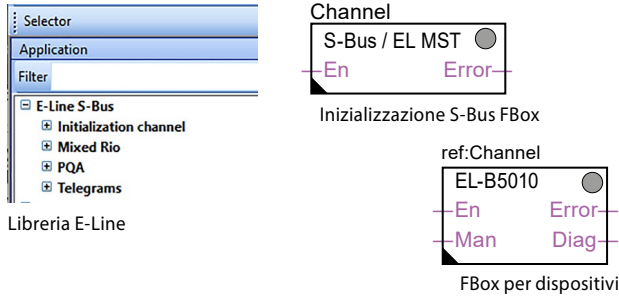 Selector
Application
Filter
E-Line S-Bus
Initialization channel
Mixed Rio
PQA
Telegrams
Libreria E-Line
Channel
S-Bus / EL MST
En Error
Inizializzazione S-Bus FBox
ref:Channel
EL-B5010
En Error
Man Diag
FBox per dispositivi